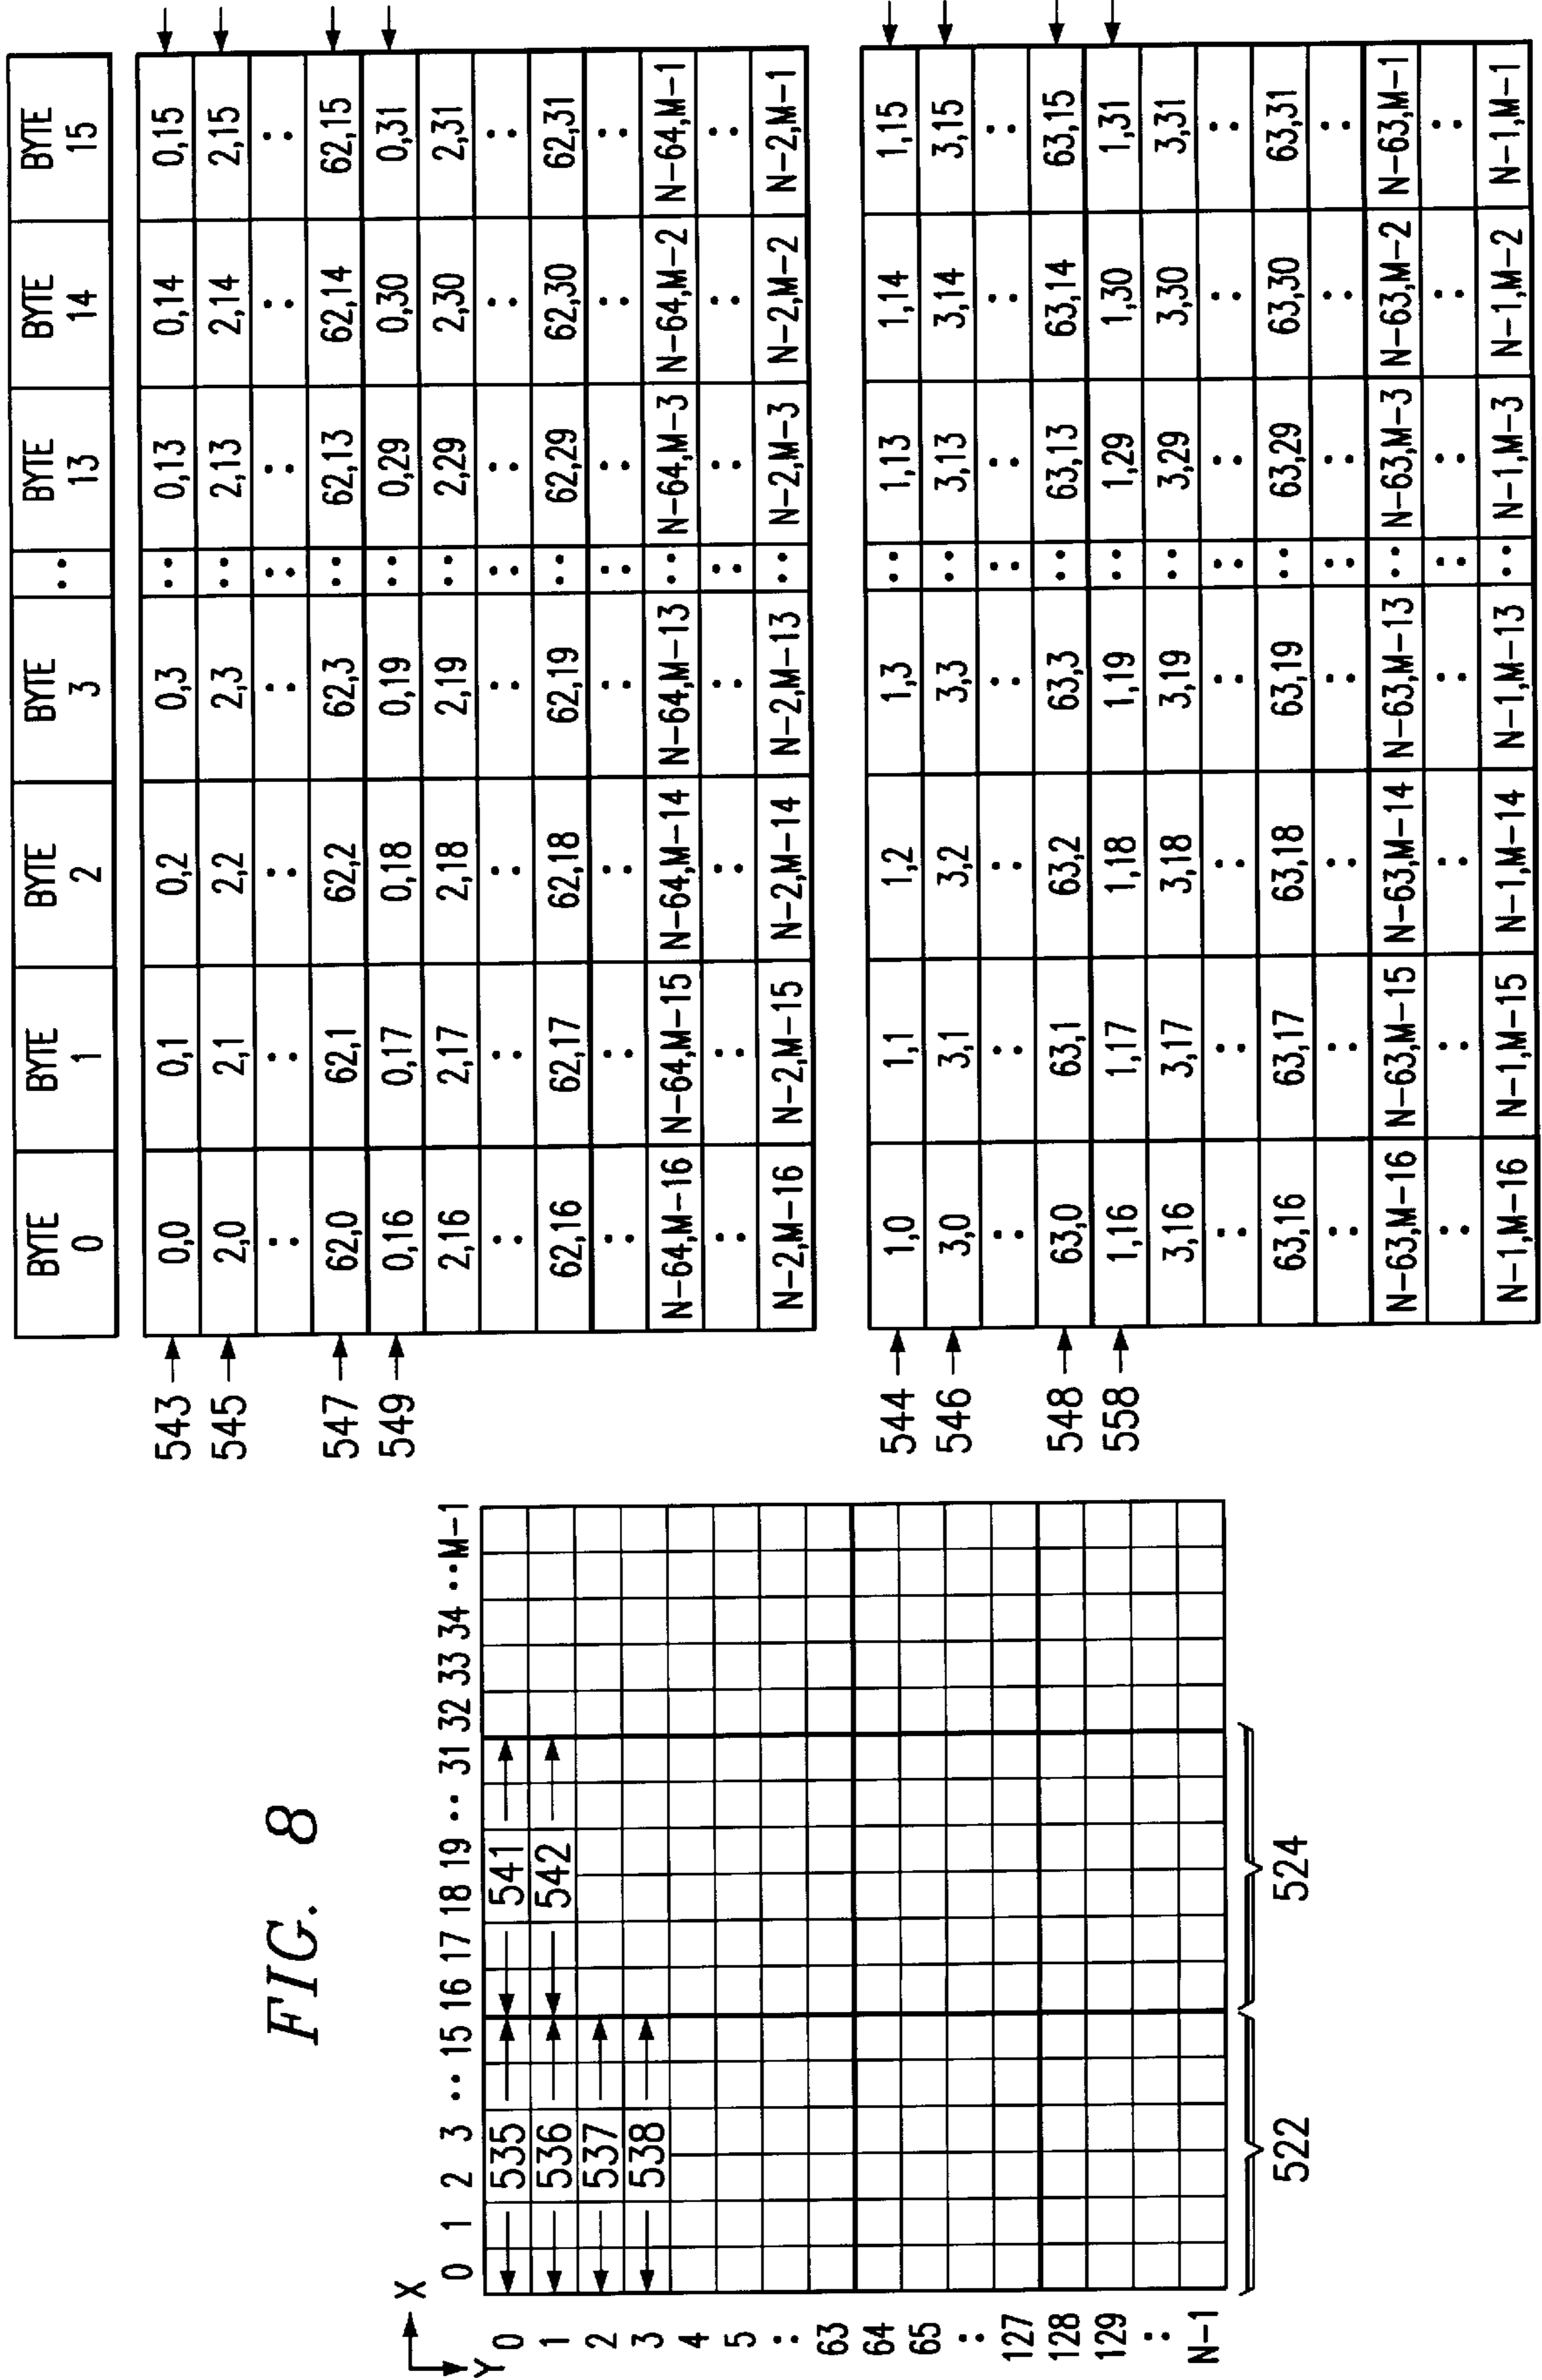 FIG. 8
X
Y
0 1 2 3 ·· 15 16 17 18 19 ·· 31 32 33 34 ··M-1
0 535 541
1 536 542
2 537
3 538
4
5
:
63
64
65
:
127
128
129
:
N-1
522 524
BYTE 0 BYTE 1 BYTE 2 BYTE 3 ·· BYTE 13 BYTE 14 BYTE 15
543 0,0 0,1 0,2 0,3 ·· 0,13 0,14 0,15
545 2,0 2,1 2,2 2,3 ·· 2,13 2,14 2,15
·· ·· ·· ·· ·· ·· ·· ··
547 62,0 62,1 62,2 62,3 ·· 62,13 62,14 62,15
549 0,16 0,17 0,18 0,19 ·· 0,29 0,30 0,31
2,16 2,17 2,18 2,19 ·· 2,29 2,30 2,31
·· ·· ·· ·· ·· ·· ·· ··
62,16 62,17 62,18 62,19 ·· 62,29 62,30 62,31
·· ·· ·· ·· ·· ·· ·· ··
N-64,M-16 N-64,M-15 N-64,M-14 N-64,M-13 ·· N-64,M-3 N-64,M-2 N-64,M-1
·· ·· ·· ·· ·· ·· ·· ··
N-2,M-16 N-2,M-15 N-2,M-14 N-2,M-13 ·· N-2,M-3 N-2,M-2 N-2,M-1
544 1,0 1,1 1,2 1,3 ·· 1,13 1,14 1,15
546 3,0 3,1 3,2 3,3 ·· 3,13 3,14 3,15
·· ·· ·· ·· ·· ·· ·· ··
548 63,0 63,1 63,2 63,3 ·· 63,13 63,14 63,15
558 1,16 1,17 1,18 1,19 ·· 1,29 1,30 1,31
3,16 3,17 3,18 3,19 ·· 3,29 3,30 3,31
·· ·· ·· ·· ·· ·· ·· ··
63,16 63,17 63,18 63,19 ·· 63,29 63,30 63,31
·· ·· ·· ·· ·· ·· ·· ··
N-63,M-16 N-63,M-15 N-63,M-14 N-63,M-13 ·· N-63,M-3 N-63,M-2 N-63,M-1
·· ·· ·· ·· ·· ·· ·· ··
N-1,M-16 N-1,M-15 N-1,M-14 N-1,M-13 ·· N-1,M-3 N-1,M-2 N-1,M-1